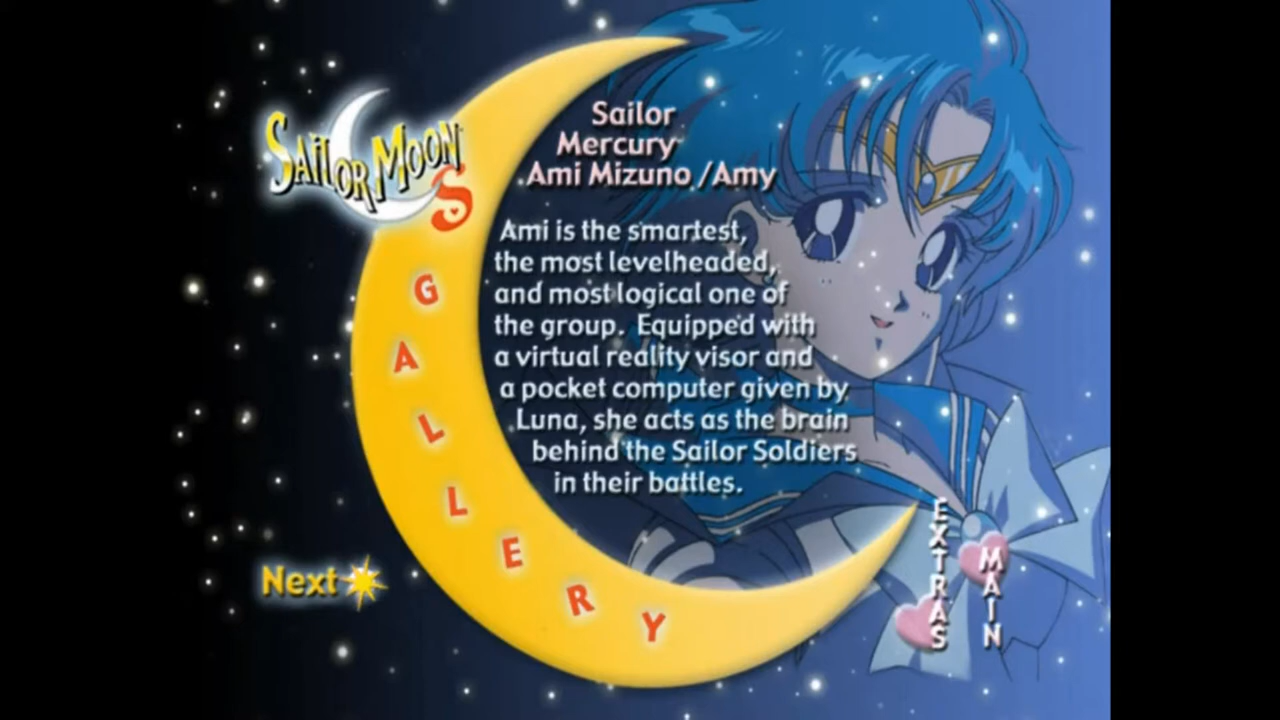 Sailor Moon
S
Sailor
Mercury
Ami Mizuno /Amy
Ami is the smartest,
the most levelheaded,
and most logical one of
the group. Equipped with
a virtual reality visor and
a pocket computer given by
Luna, she acts as the brain
behind the Sailor Soldiers
in their battles.
GALLERY
Next
EXTRAS
MAIN